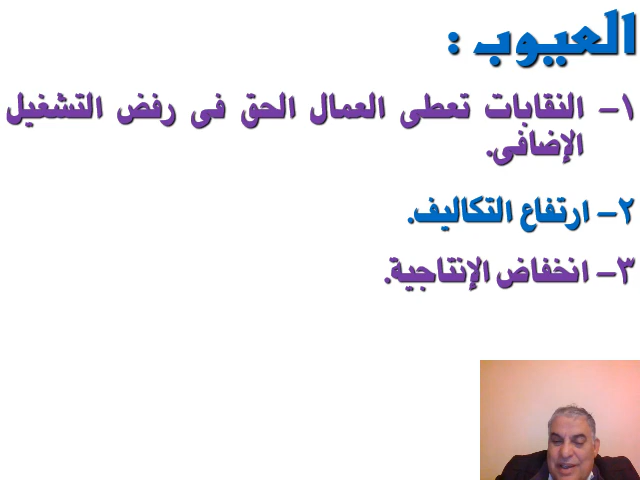 العيوب :
١- النقابات تعطى العمال الحق فى رفض التشغيل
الإضافى.
٢- ارتفاع التكاليف.
٣- انخفاض الإنتاجية.